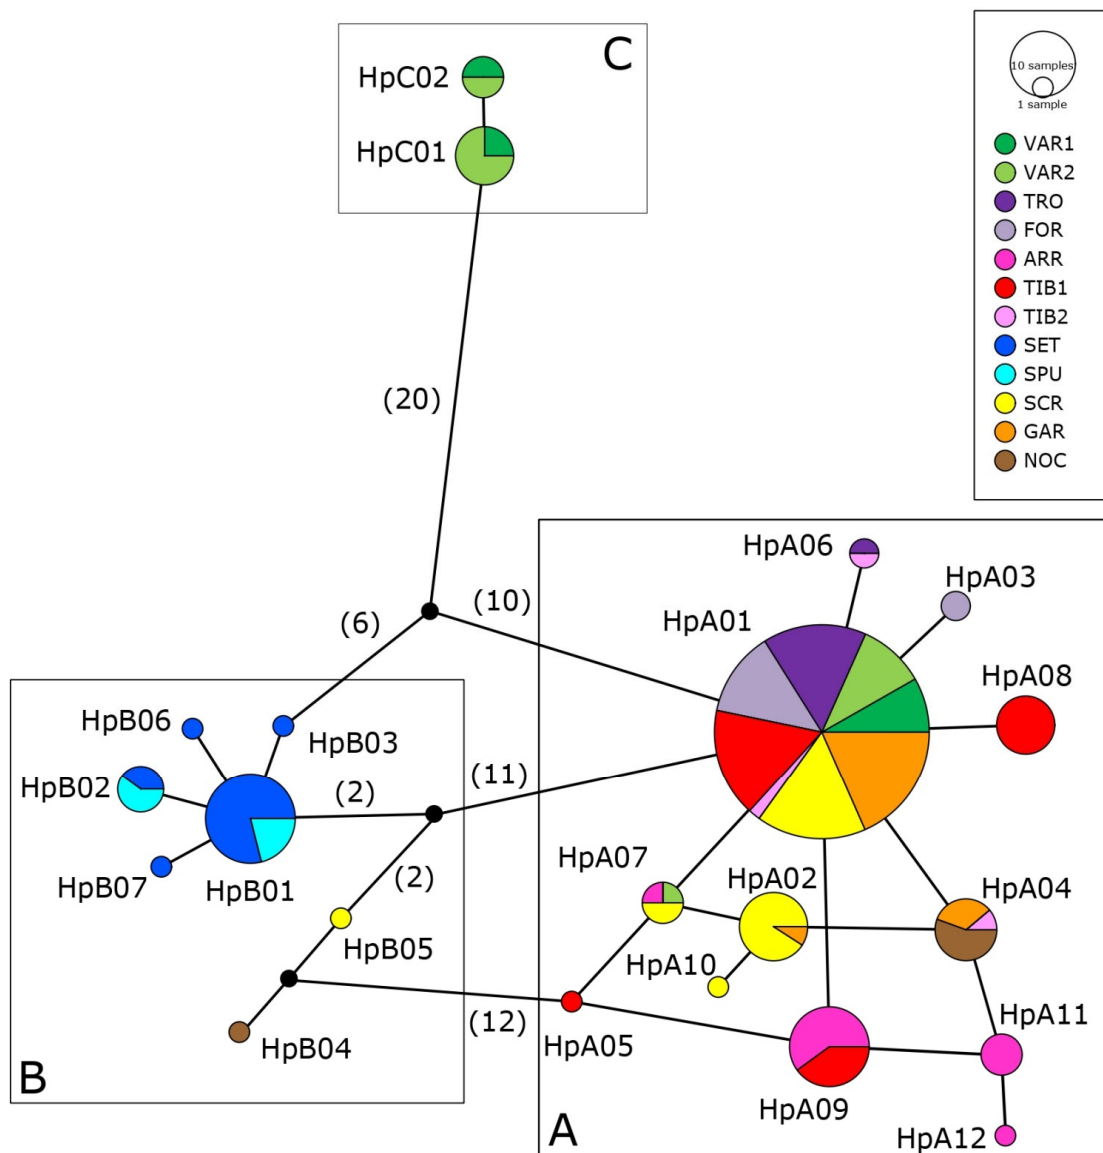 C
HpC02
HpC01
10 samples
1 sample
VAR1
VAR2
TRO
FOR
ARR
TIB1
TIB2
SET
SPU
SCR
GAR
NOC
(20)
(10)
(6)
HpA06
HpA03
HpA01
HpA08
HpB06
HpB03
HpB02
(2)
(11)
HpB07
HpB01
(2)
HpA07
HpA02
HpA04
HpB05
HpA10
(12)
HpA05
HpB04
HpA11
HpA09
HpA12
B
A